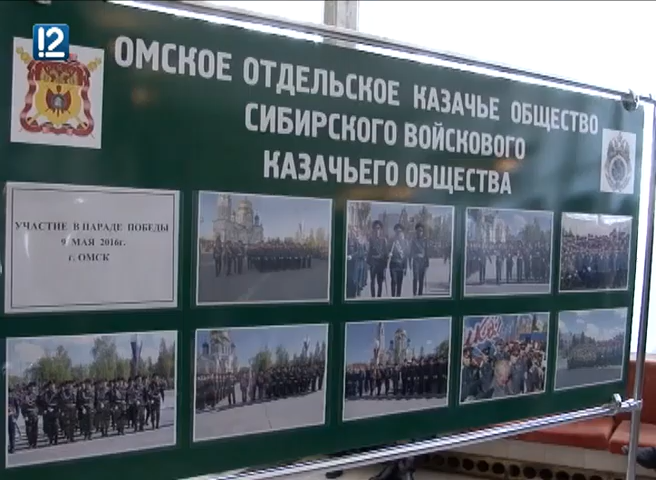 12
ОМСКОЕ ОТДЕЛЬСКОЕ КАЗАЧЬЕ ОБЩЕСТВО
СИБИРСКОГО ВОЙСКОВОГО
КАЗАЧЬЕГО ОБЩЕСТВА
УЧАСТИЕ В ПАРАДЕ ПОБЕДЫ
9 МАЯ 2016г.
г. ОМСК